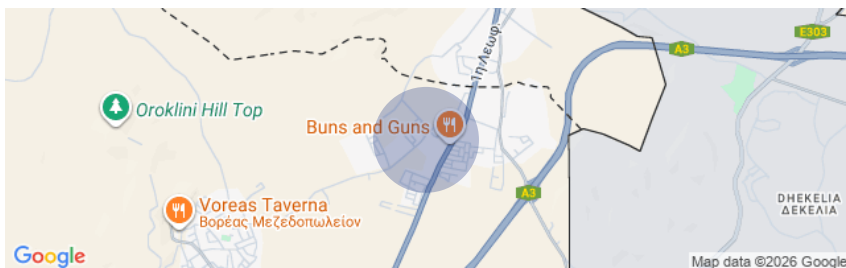 E303
A3
λήνωφ.
Oroklini Hill Top
Buns and Guns
A3
Voreas Taverna
Βορέας Μεζεδοπωλείον
DHEKELIA
ΔΕΚΕΛΙΑ
Google
Map data ©2026 Google